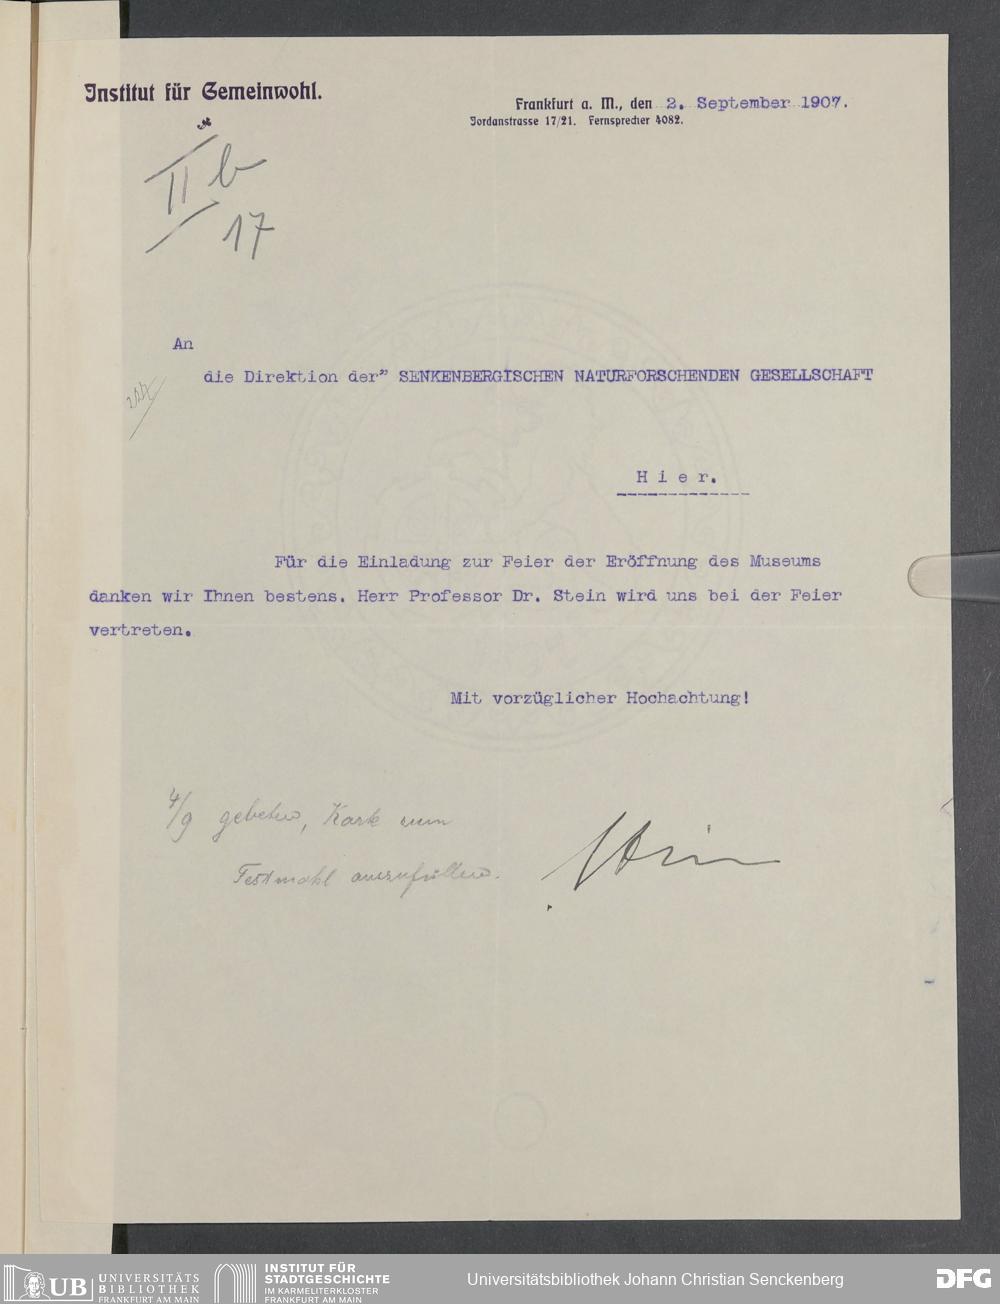 Institut für Gemeinwohl.
Frankfurt a. M., den 2. September 1907.
Jordanstrasse 17/21. Fernsprecher 4082.
II b
17
An
die Direktion der" SENKENBERGISCHEN NATURFORSCHENDEN GESELLSCHAFT
H i e r.
Für die Einladung zur Feier der Eröffnung des Museums
danken wir Ihnen bestens. Herr Professor Dr. Stein wird uns bei der Feier
vertreten.
Mit vorzüglicher Hochachtung!
4/9 gebeten, Karte zum
Festmahl auszufüllen.
Stein
UB UNIVERSITÄTS
BIBLIOTHEK
FRANKFURT AM MAIN
INSTITUT FÜR
STADTGESCHICHTE
IM KARMELITERKLOSTER
FRANKFURT AM MAIN
Universitätsbibliothek Johann Christian Senckenberg
DFG